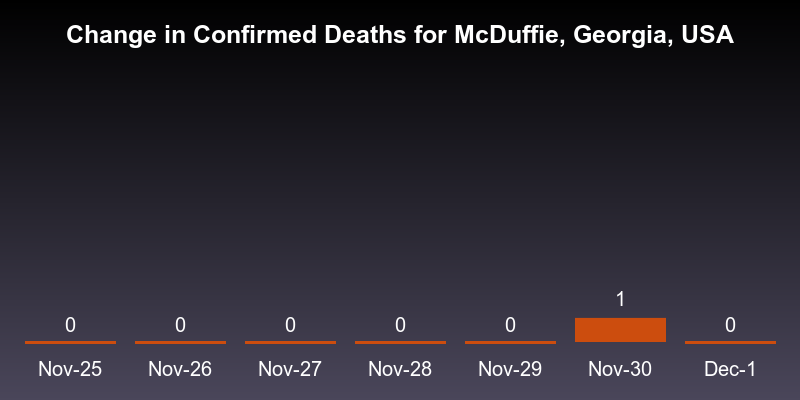 Change in Confirmed Deaths for McDuffie, Georgia, USA
0 0 0 0 0 1 0
Nov-25 Nov-26 Nov-27 Nov-28 Nov-29 Nov-30 Dec-1